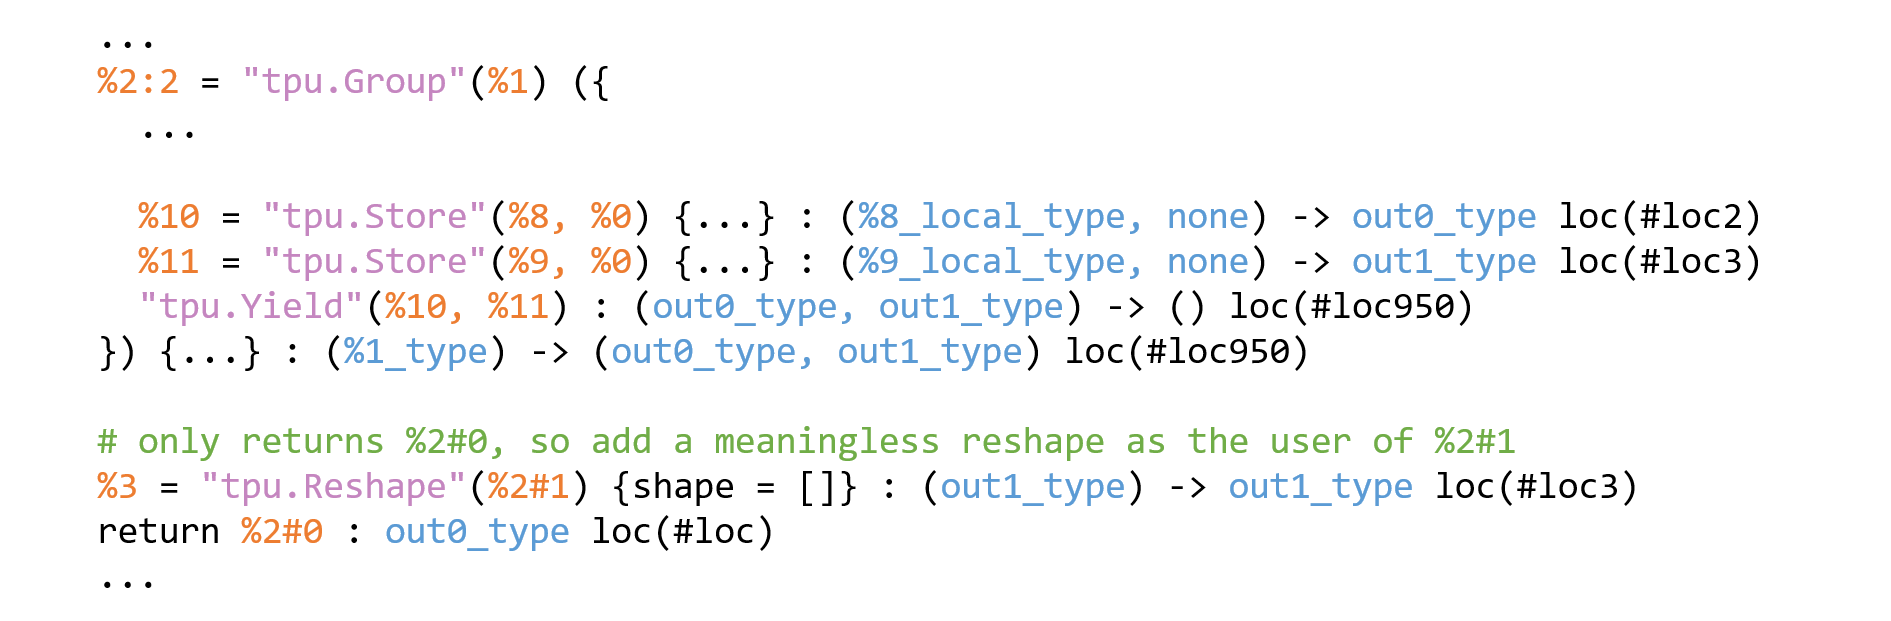 ...
%2:2 = "tpu.Group"(%1) ({
...
%10 = "tpu.Store"(%8, %0) {...} : (%8_local_type, none) -> out0_type loc(#loc2)
%11 = "tpu.Store"(%9, %0) {...} : (%9_local_type, none) -> out1_type loc(#loc3)
"tpu.Yield"(%10, %11) : (out0_type, out1_type) -> () loc(#loc950)
}) {...} : (%1_type) -> (out0_type, out1_type) loc(#loc950)
# only returns %2#0, so add a meaningless reshape as the user of %2#1
%3 = "tpu.Reshape"(%2#1) {shape = []} : (out1_type) -> out1_type loc(#loc3)
return %2#0 : out0_type loc(#loc)
...